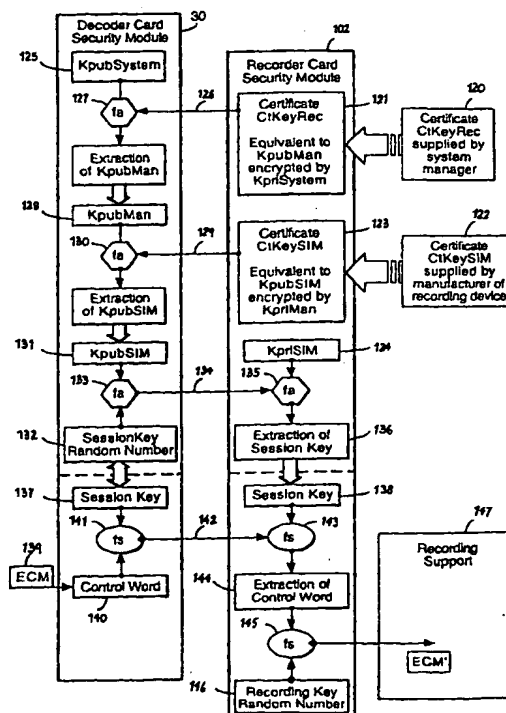 Decoder Card
Security Module
30
125
KpubSystem
127
fa
126
Extraction
of KpubMan
128
KpubMan
130
fa
129
Extraction
of KpubSIM
131
KpubSIM
133
fa
134
132
SessionKey
Random Number
137
Session Key
141
fs
142
139
ECM
Control Word
140
102
Recorder Card
Security Module
Certificate
CtKeyRec
Equivalent to
KpubMan
encrypted by
KpriSystem
121
120
Certificate
CtKeyRec
supplied by
system
manager
Certificate
CtKeySIM
Equivalent to
KpubSIM
encrypted by
KpriMan
123
122
Certificate
CtKeySIM
supplied by
manufacturer of
recording device
KpriSIM
124
135
fa
Extraction of
Session Key
136
Session Key
138
fs
143
144
Extraction of
Control Word
145
fs
146
Recording Key
Random Number
147
Recording
Support
ECM'